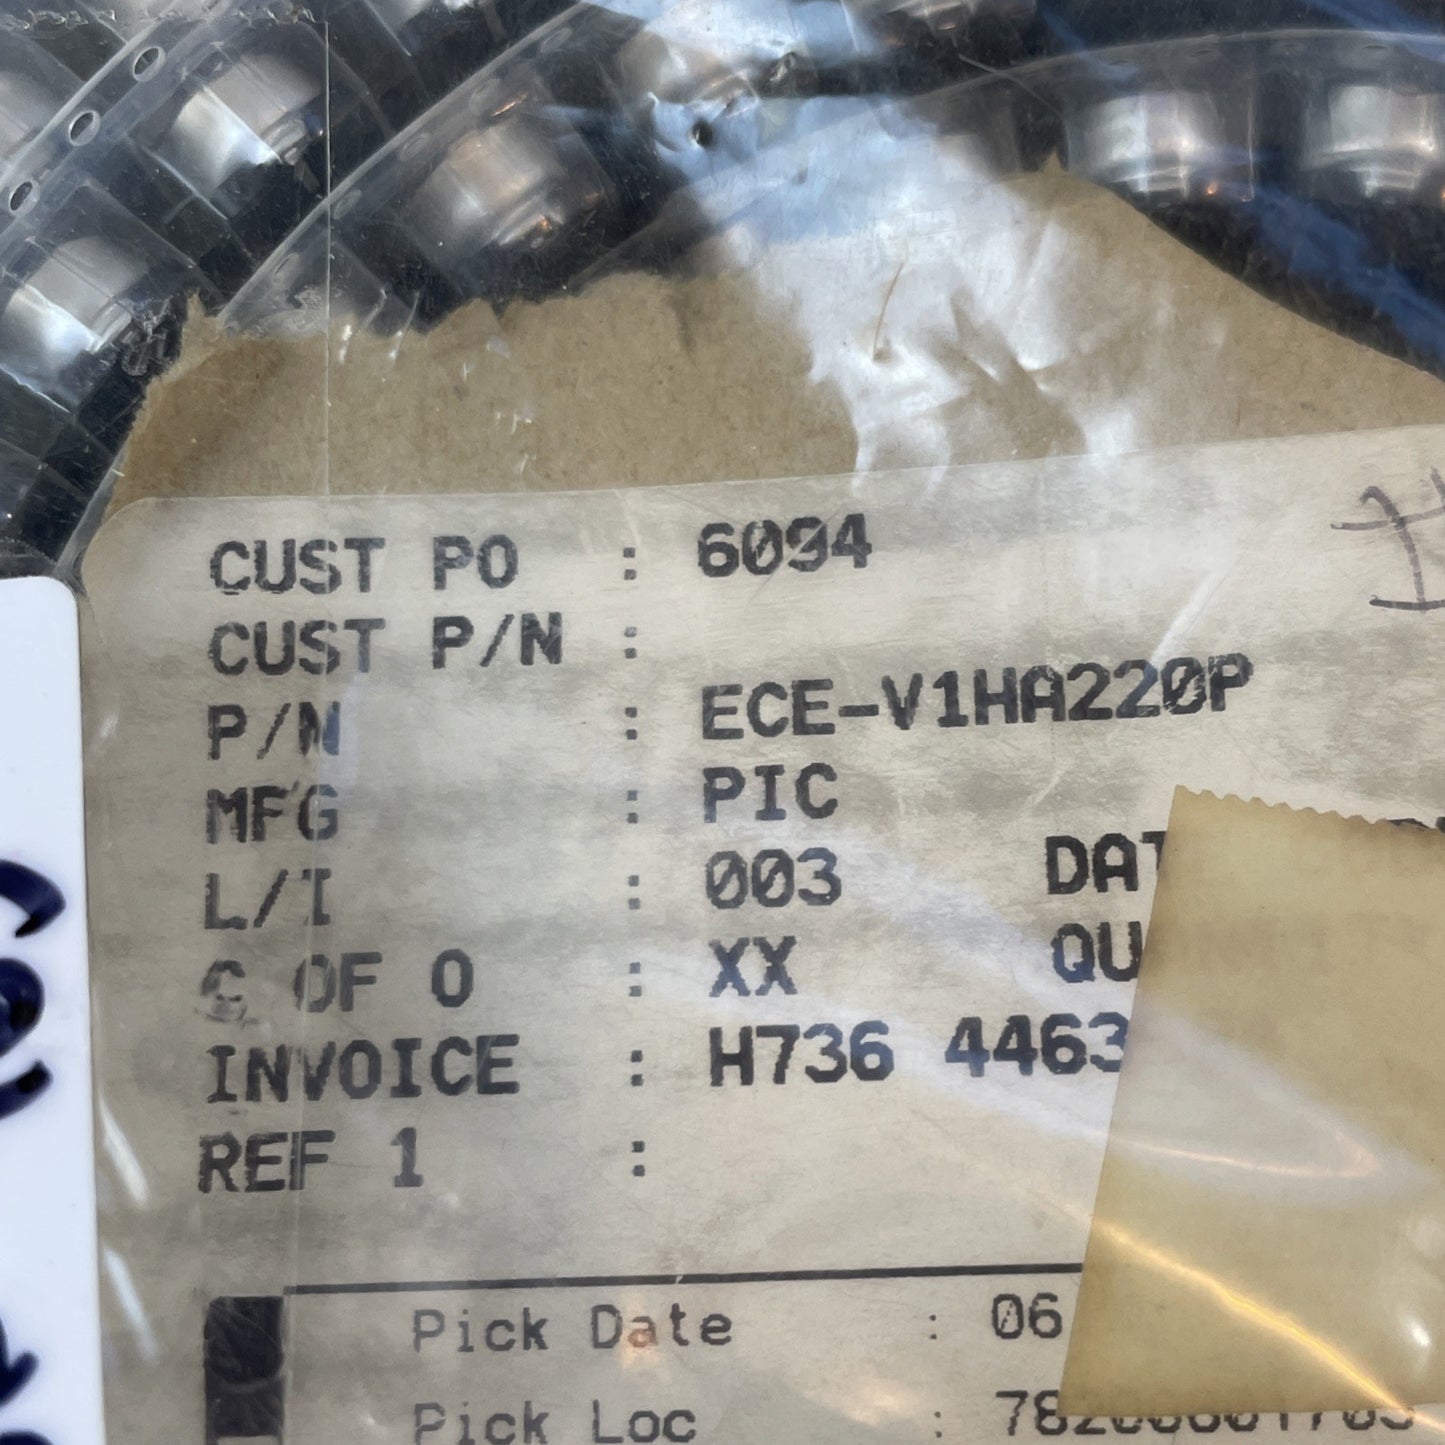 CUST PO : 6094
CUST P/N :
P/N : ECE-V1HA220P
MFG : PIC
L/I : 003 DAT
C OF O : XX QU
INVOICE : H736 4463
REF 1 :
Pick Date : 06
Pick Loc :